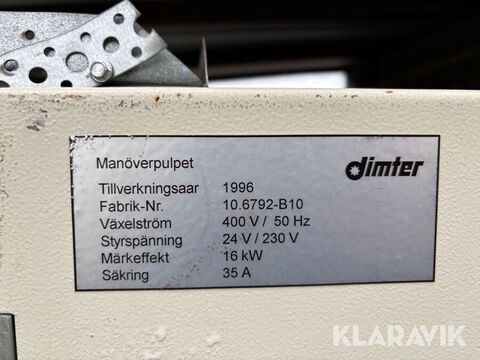 Manöverpulpet
dimter
Tillverkningsaar 1996
Fabrik-Nr. 10.6792-B10
Växelström 400 V / 50 Hz
Styrspänning 24 V / 230 V
Märkeffekt 16 kW
Säkring 35 A
KLARAVIK